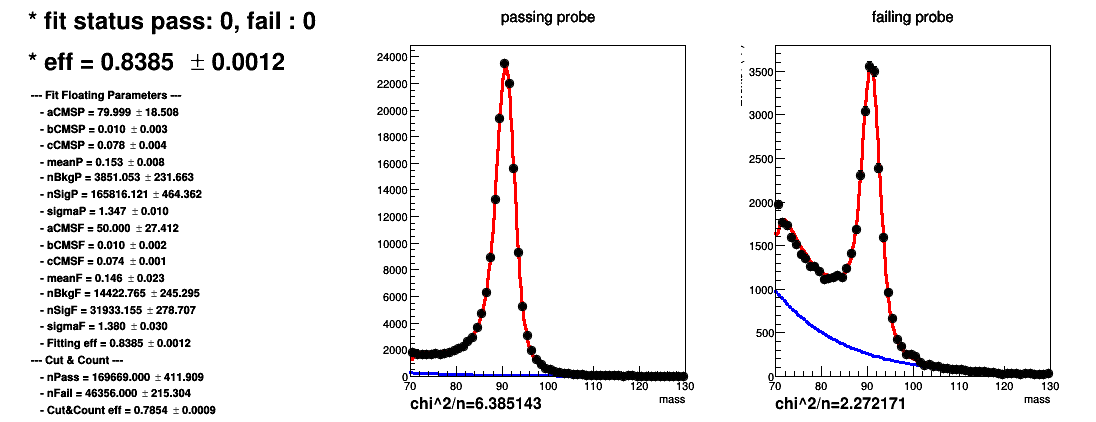 * fit status pass: 0, fail : 0
* eff = 0.8385 ± 0.0012
--- Fit Floating Parameters ---
- aCMSP = 79.999 ± 18.508
- bCMSP = 0.010 ± 0.003
- cCMSP = 0.078 ± 0.004
- meanP = 0.153 ± 0.008
- nBkgP = 3851.053 ± 231.663
- nSigP = 165816.121 ± 464.362
- sigmaP = 1.347 ± 0.010
- aCMSF = 50.000 ± 27.412
- bCMSF = 0.010 ± 0.002
- cCMSF = 0.074 ± 0.001
- meanF = 0.146 ± 0.023
- nBkgF = 14422.765 ± 245.295
- nSigF = 31933.155 ± 278.707
- sigmaF = 1.380 ± 0.030
- Fitting eff = 0.8385 ± 0.0012
--- Cut & Count ---
- nPass = 169669.000 ± 411.909
- nFail = 46356.000 ± 215.304
- Cut&Count eff = 0.7854 ± 0.0009
passing probe
24000
22000
20000
18000
16000
14000
12000
10000
8000
6000
4000
2000
0
70 80 90 100 110 120 130
mass
chi^2/n=6.385143
failing probe
3500
3000
2500
2000
1500
1000
500
0
70 80 90 100 110 120 130
mass
chi^2/n=2.272171